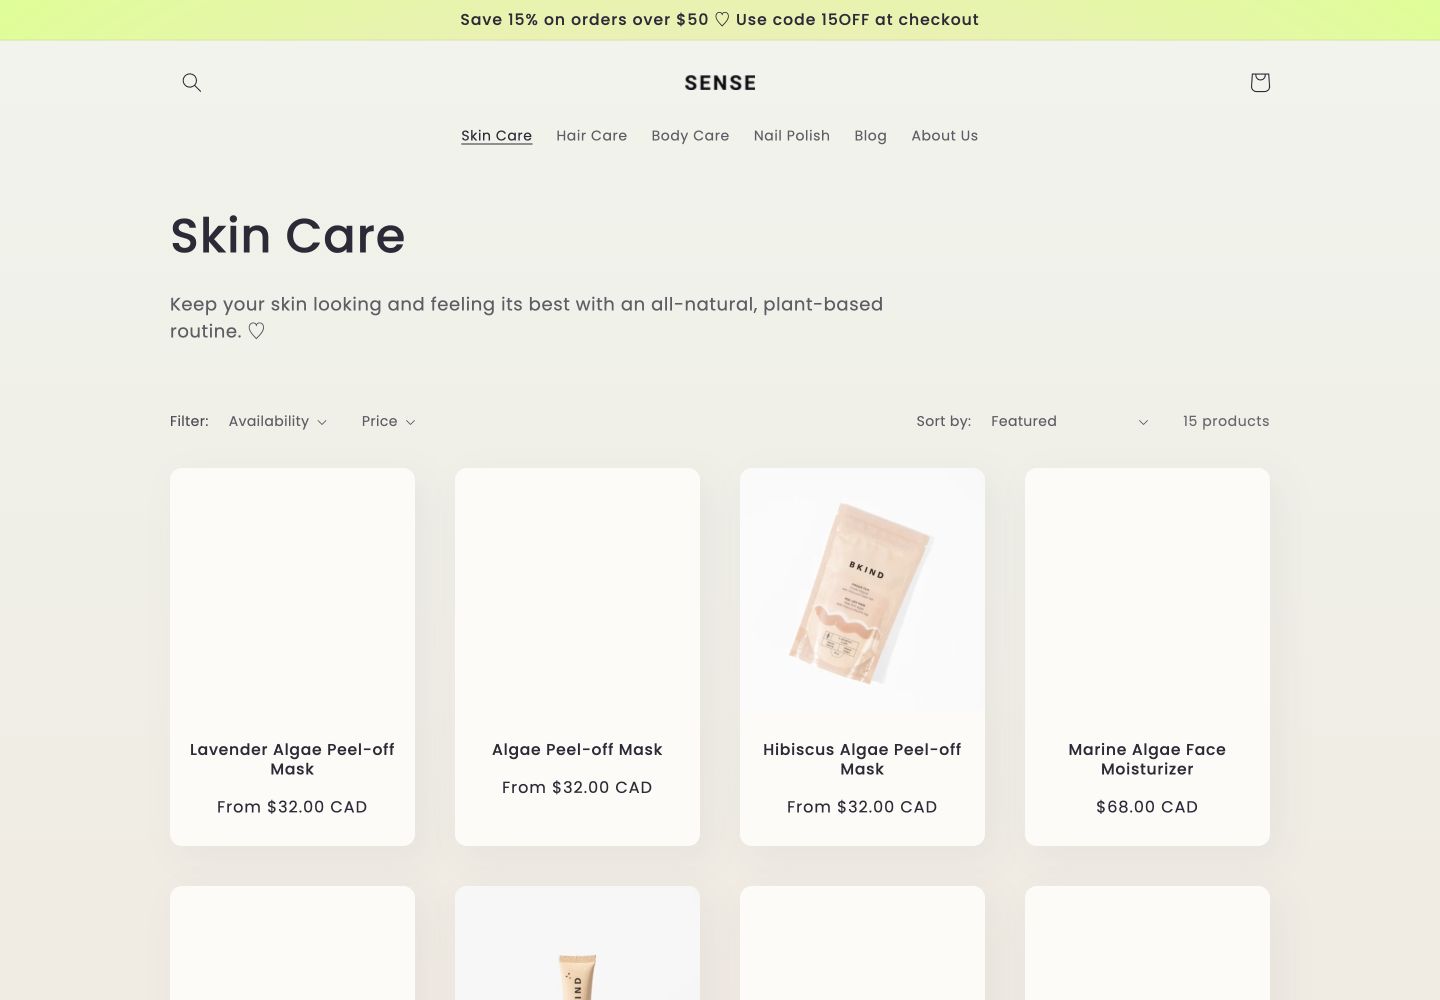 Save 15% on orders over $50 ♡ Use code 15OFF at checkout
SENSE
Skin Care Hair Care Body Care Nail Polish Blog About Us
Skin Care
Keep your skin looking and feeling its best with an all-natural, plant-based
routine. ♡
Filter: Availability Price Sort by: Featured 15 products
BKIND
Lavender Algae Peel-off
Mask
From $32.00 CAD
Algae Peel-off Mask
From $32.00 CAD
Hibiscus Algae Peel-off
Mask
From $32.00 CAD
Marine Algae Face
Moisturizer
$68.00 CAD